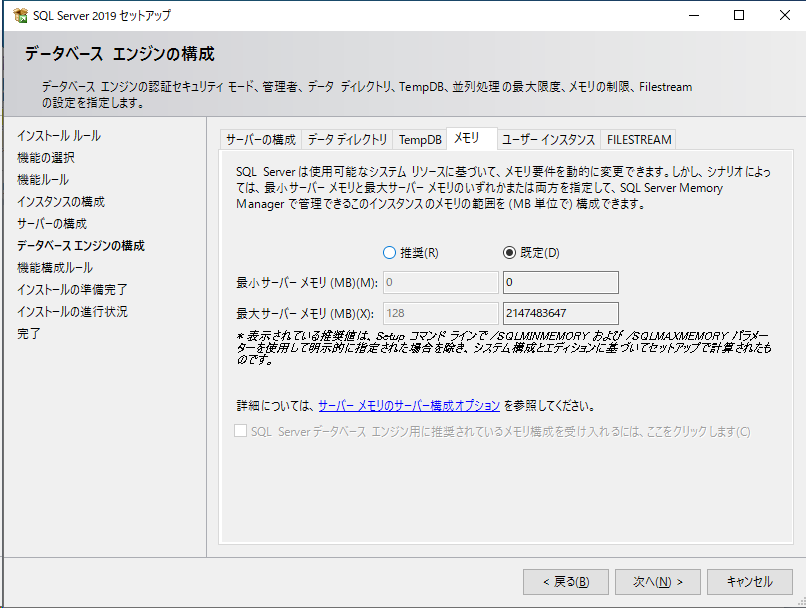 SQL Server 2019 セットアップ
データベース エンジンの構成
データベース エンジンの認証セキュリティ モード、管理者、データ ディレクトリ、TempDB、並列処理の最大限度、メモリの制限、Filestream
の設定を指定します。
インストール ルール
機能の選択
機能ルール
インスタンスの構成
サーバーの構成
データベース エンジンの構成
機能構成ルール
インストールの準備完了
インストールの進行状況
完了
サーバーの構成 データ ディレクトリ TempDB メモリ ユーザー インスタンス FILESTREAM
SQL Server は使用可能なシステム リソースに基づいて、メモリ要件を動的に変更できます。しかし、シナリオによっ
ては、最小サーバー メモリと最大サーバー メモリのいずれかまたは両方を指定して、SQL Server Memory
Manager で管理できるこのインスタンスのメモリの範囲を (MB 単位で) 構成できます。
推奨(R) 既定(D)
最小サーバー メモリ (MB)(M): 0 0
最大サーバー メモリ (MB)(X): 128 2147483647
* 表示されている推奨値は、Setup コマンド ラインで /SQLMINMEMORY および /SQLMAXMEMORY パラメー
ターを使用して明示的に指定された場合を除き、システム構成とエディションに基づいてセットアップで計算されたも
のです。
詳細については、サーバー メモリのサーバー構成オプション を参照してください。
SQL Server データベース エンジン用に推奨されているメモリ構成を受け入れるには、ここをクリックします(C)
< 戻る(B) 次へ(N) > キャンセル